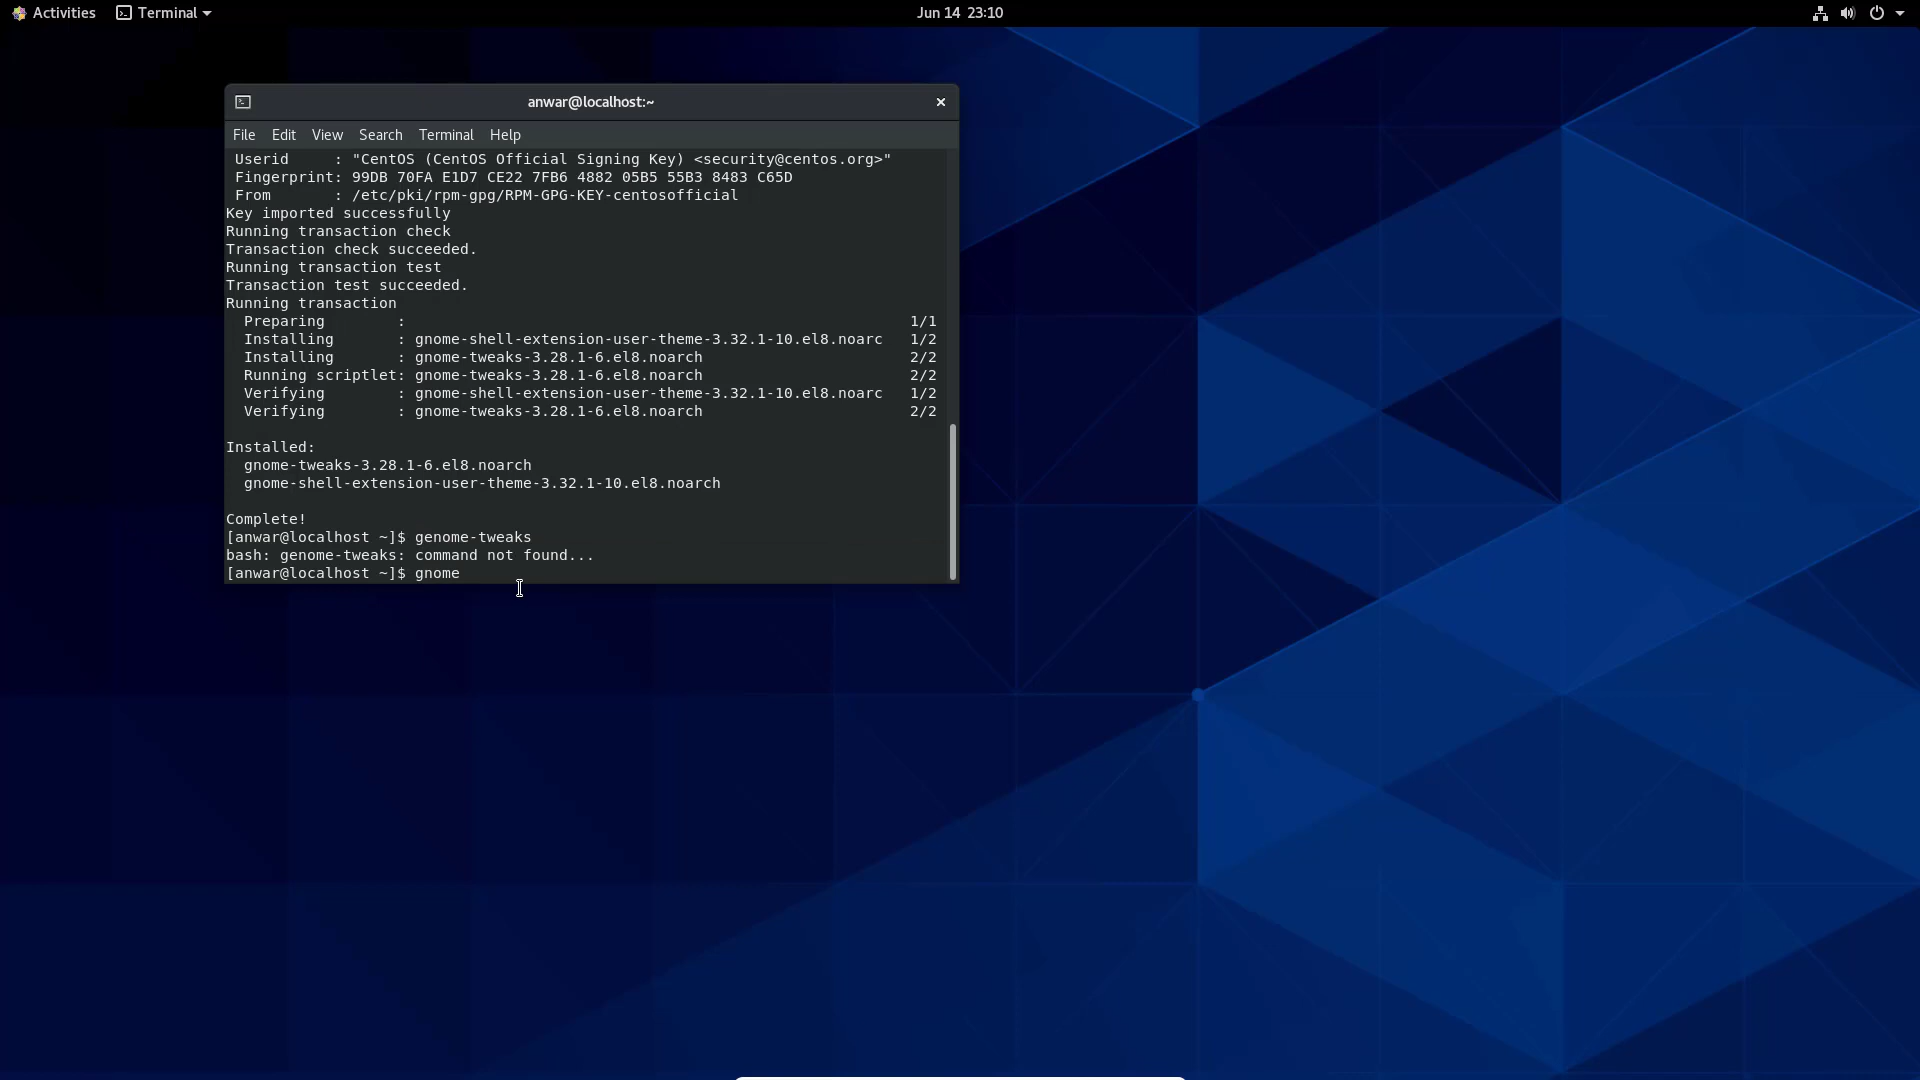 Activities Terminal Jun 14 23:10
anwar@localhost:~
File Edit View Search Terminal Help
Userid     : "CentOS (CentOS Official Signing Key) <security@centos.org>"
Fingerprint: 99DB 70FA E1D7 CE22 7FB6 4882 05B5 55B3 8483 C65D
From       : /etc/pki/rpm-gpg/RPM-GPG-KEY-centosofficial
Key imported successfully
Running transaction check
Transaction check succeeded.
Running transaction test
Transaction test succeeded.
Running transaction
  Preparing        :                                                        1/1
  Installing       : gnome-shell-extension-user-theme-3.32.1-10.el8.noarc   1/2
  Installing       : gnome-tweaks-3.28.1-6.el8.noarch                       2/2
  Running scriptlet: gnome-tweaks-3.28.1-6.el8.noarch                       2/2
  Verifying        : gnome-shell-extension-user-theme-3.32.1-10.el8.noarc   1/2
  Verifying        : gnome-tweaks-3.28.1-6.el8.noarch                       2/2
Installed:
  gnome-tweaks-3.28.1-6.el8.noarch
  gnome-shell-extension-user-theme-3.32.1-10.el8.noarch
Complete!
[anwar@localhost ~]$ genome-tweaks
bash: genome-tweaks: command not found...
[anwar@localhost ~]$ gnome